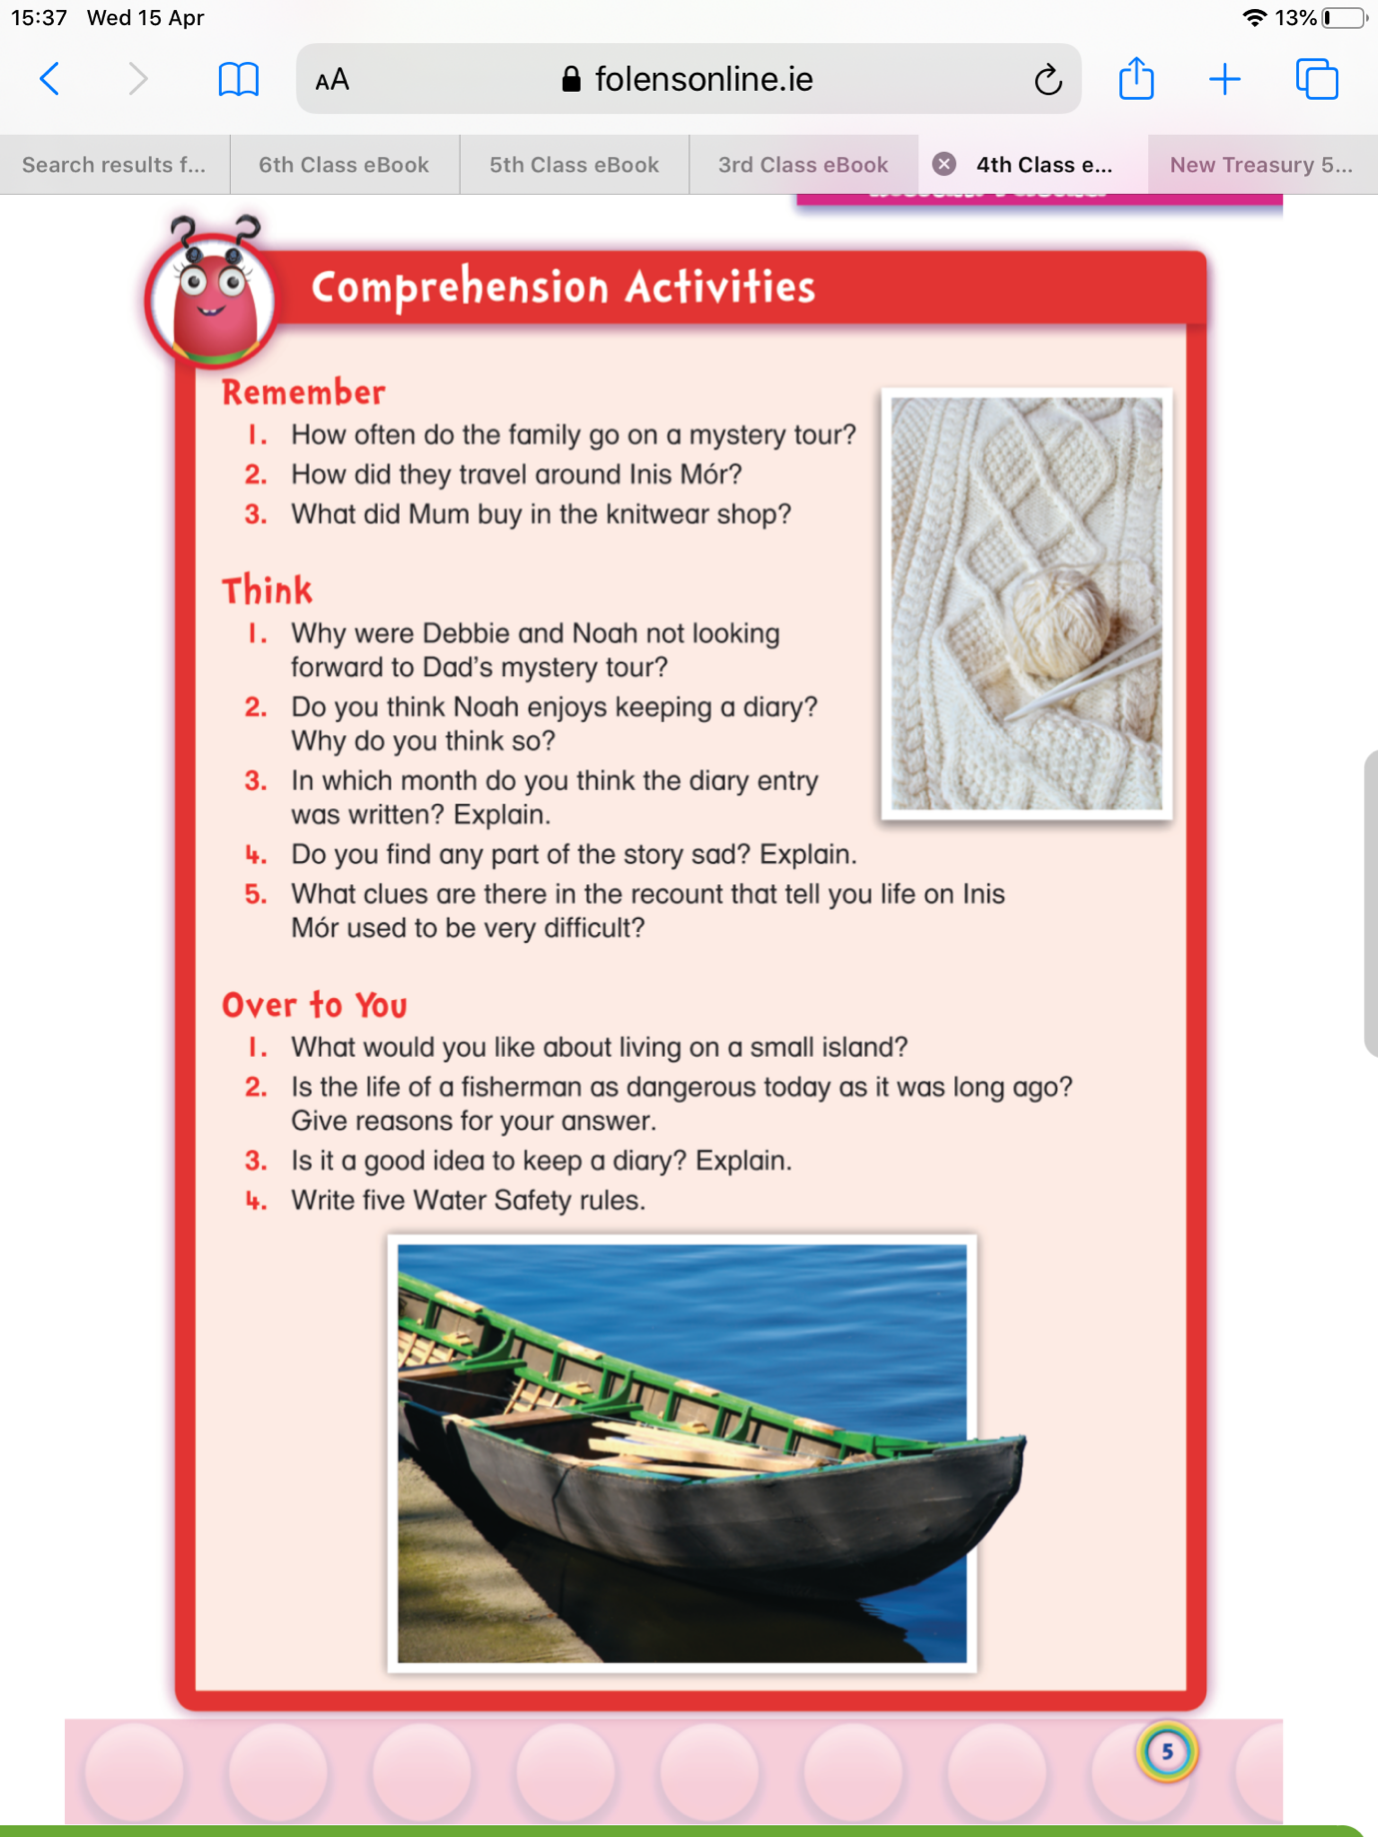 15:37 Wed 15 Apr
13%
AA
folensonline.ie
Search results f...
6th Class eBook
5th Class eBook
3rd Class eBook
4th Class e...
New Treasury 5...
Comprehension Activities
Remember
1. How often do the family go on a mystery tour?
2. How did they travel around Inis Mór?
3. What did Mum buy in the knitwear shop?
Think
1. Why were Debbie and Noah not looking
forward to Dad's mystery tour?
2. Do you think Noah enjoys keeping a diary?
Why do you think so?
3. In which month do you think the diary entry
was written? Explain.
4. Do you find any part of the story sad? Explain.
5. What clues are there in the recount that tell you life on Inis
Mór used to be very difficult?
Over to You
1. What would you like about living on a small island?
2. Is the life of a fisherman as dangerous today as it was long ago?
Give reasons for your answer.
3. Is it a good idea to keep a diary? Explain.
4. Write five Water Safety rules.
5